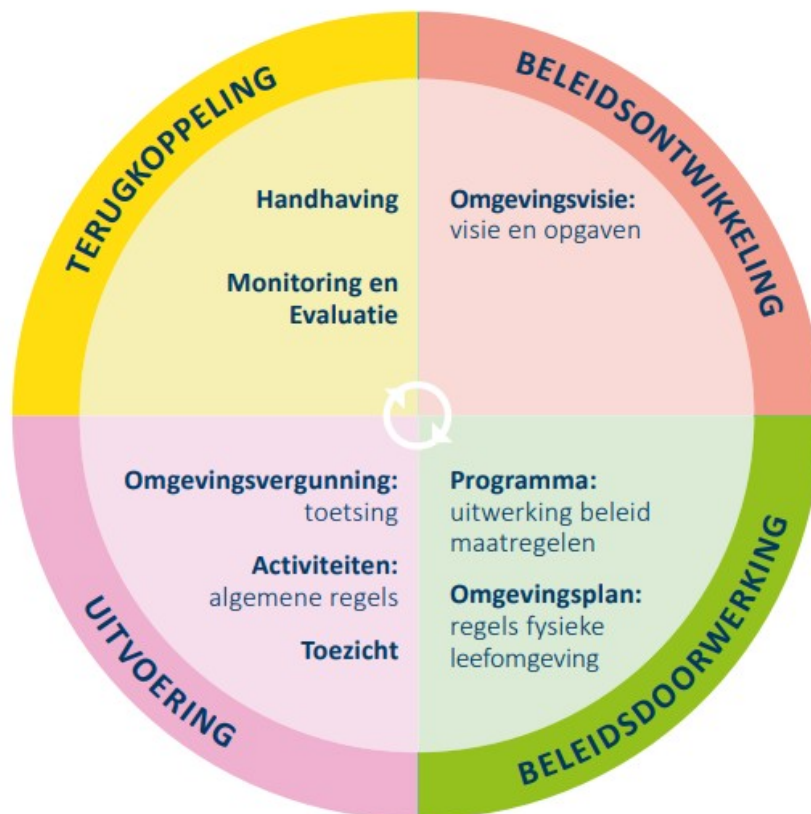 TERUGKOPPELING
Handhaving
Monitoring en
Evaluatie
BELEIDSONTWIKKELING
Omgevingsvisie:
visie en opgaven
BELEIDSDOORWERKING
Programma:
uitwerking beleid
maatregelen
Omgevingsplan:
regels fysieke
leefomgeving
UITVOERING
Omgevingsvergunning:
toetsing
Activiteiten:
algemene regels
Toezicht